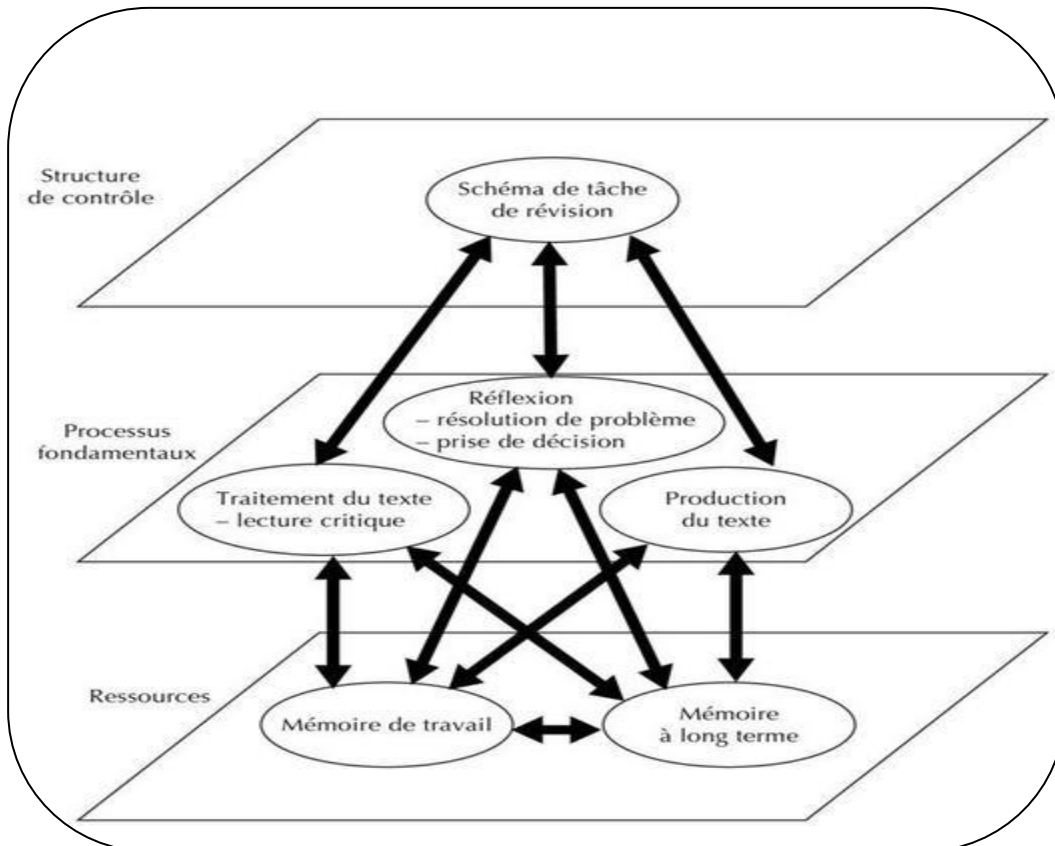 Structure
de contrôle
Schéma de tâche
de révision
Processus
fondamentaux
Réflexion
– résolution de problème
– prise de décision
Traitement du texte
– lecture critique
Production
du texte
Ressources
Mémoire de travail
Mémoire
à long terme